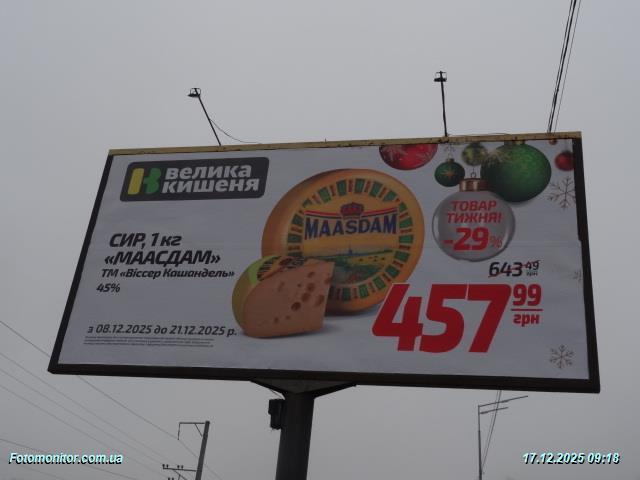 ВЕЛИКА
КИШЕНЯ
СИР, 1 кг
«МААСДАМ»
ТМ «Віссер Кашандель»
45%
з 08.12.2025 до 21.12.2025 р.
MAASDAM
ТОВАР
ТИЖНЯ!
-29%
643 49
грн
457 99
грн
Fotomonitor.com.ua
17.12.2025 09:18